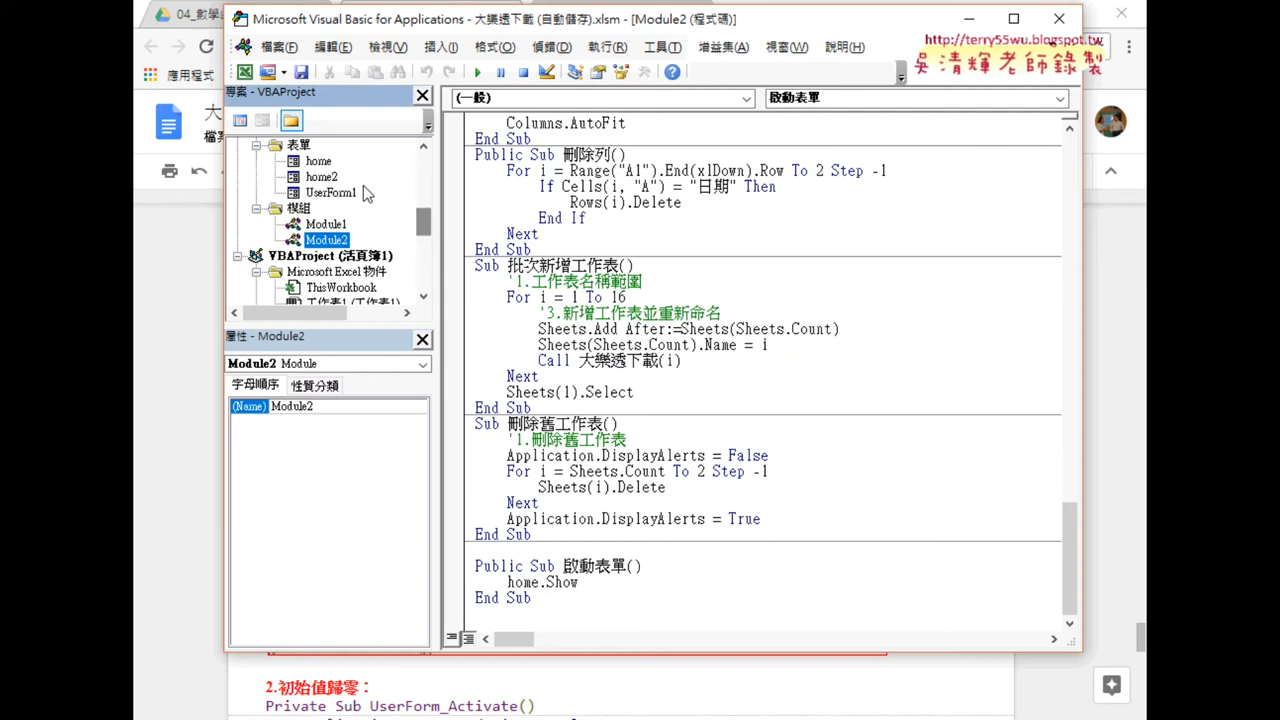 04_數學
Microsoft Visual Basic for Applications - 大樂透下載 (自動儲存).xlsm - [Module2 (程式碼)]
http://terry55wu.blogspot.tw
吳清輝老師錄製
檔案(F) 編輯(E) 檢視(V) 插入(I) 格式(O) 偵錯(D) 執行(R) 工具(T) 增益集(A) 視窗(W) 說明(H)
應用程式
專案 - VBAProject
(一般)
啟動表單
大
檔案
表單
home
home2
UserForm1
模組
Module1
Module2
VBAProject (活頁簿1)
Microsoft Excel 物件
ThisWorkbook
工作表1 (工作表1)
屬性 - Module2
Module2 Module
字母順序 性質分類
(Name) Module2
Columns.AutoFit
End Sub
Public Sub 刪除列()
For i = Range("A1").End(xlDown).Row To 2 Step -1
If Cells(i, "A") = "日期" Then
Rows(i).Delete
End If
Next
End Sub
Sub 批次新增工作表()
'1.工作表名稱範圍
For i = 1 To 16
'3.新增工作表並重新命名
Sheets.Add After:=Sheets(Sheets.Count)
Sheets(Sheets.Count).Name = i
Call 大樂透下載(i)
Next
Sheets(1).Select
End Sub
Sub 刪除舊工作表()
'1.刪除舊工作表
Application.DisplayAlerts = False
For i = Sheets.Count To 2 Step -1
Sheets(i).Delete
Next
Application.DisplayAlerts = True
End Sub
Public Sub 啟動表單()
home.Show
End Sub
2.初始值歸零：
Private Sub UserForm_Activate()